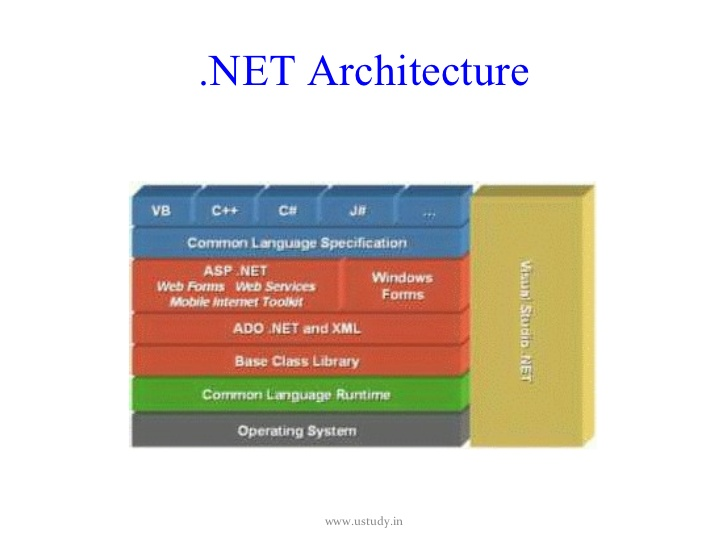 .NET Architecture
VB C++ C# J# ...
Common Language Specification
ASP .NET
Web Forms Web Services
Mobile Internet Toolkit
Windows
Forms
ADO .NET and XML
Base Class Library
Common Language Runtime
Operating System
Visual Studio .NET
www.ustudy.in